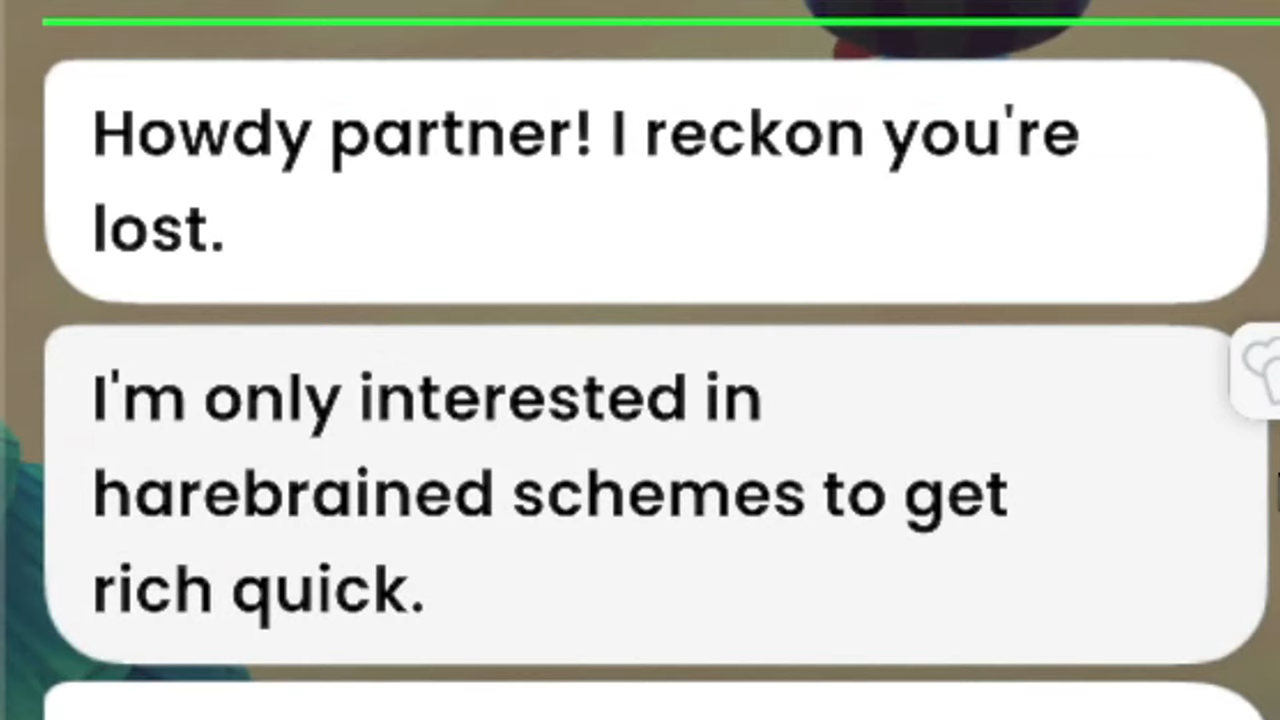 Howdy partner! I reckon you're
lost.
I'm only interested in
harebrained schemes to get
rich quick.